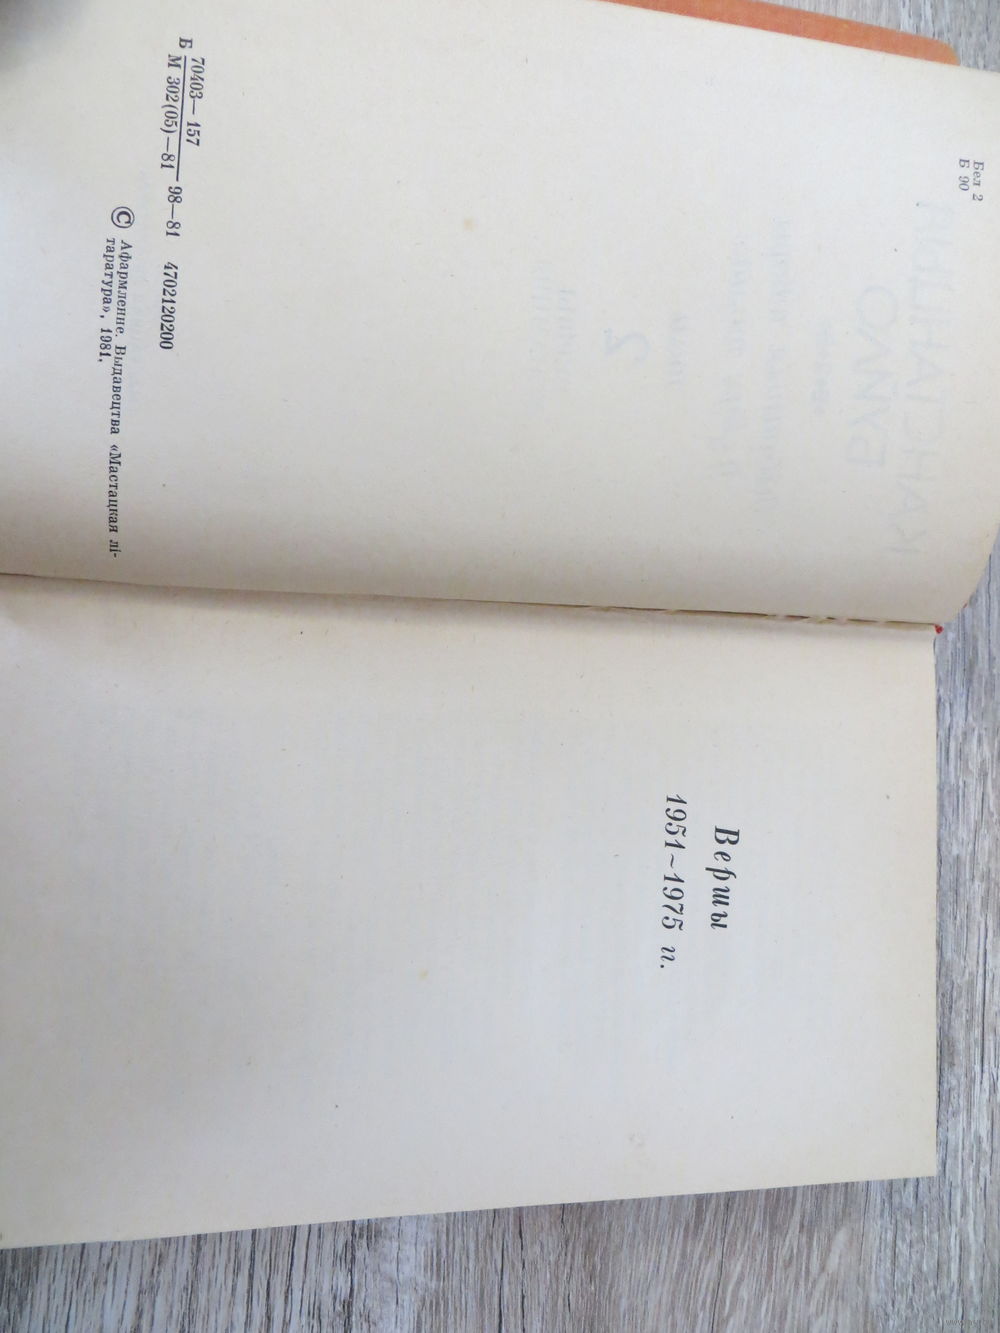 Бел 2
Б 90
Б 70403—157
М 302(05)—81 98—81 4702120200
© Афармленне. Выдавецтва «Мастацкая лі-
таратура», 1981.
Вершы
1951~1975 гг.